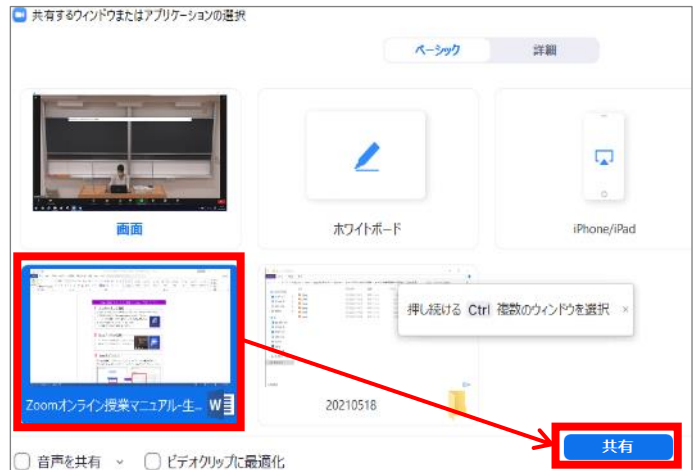 共有するウィンドウまたはアプリケーションの選択
ベーシック 詳細
画面 ホワイトボード iPhone/iPad
押し続ける Ctrl 複数のウィンドウを選択 ×
Zoomオンライン授業マニュアル-生... W
20210518
共有
音声を共有 ビデオクリップに最適化